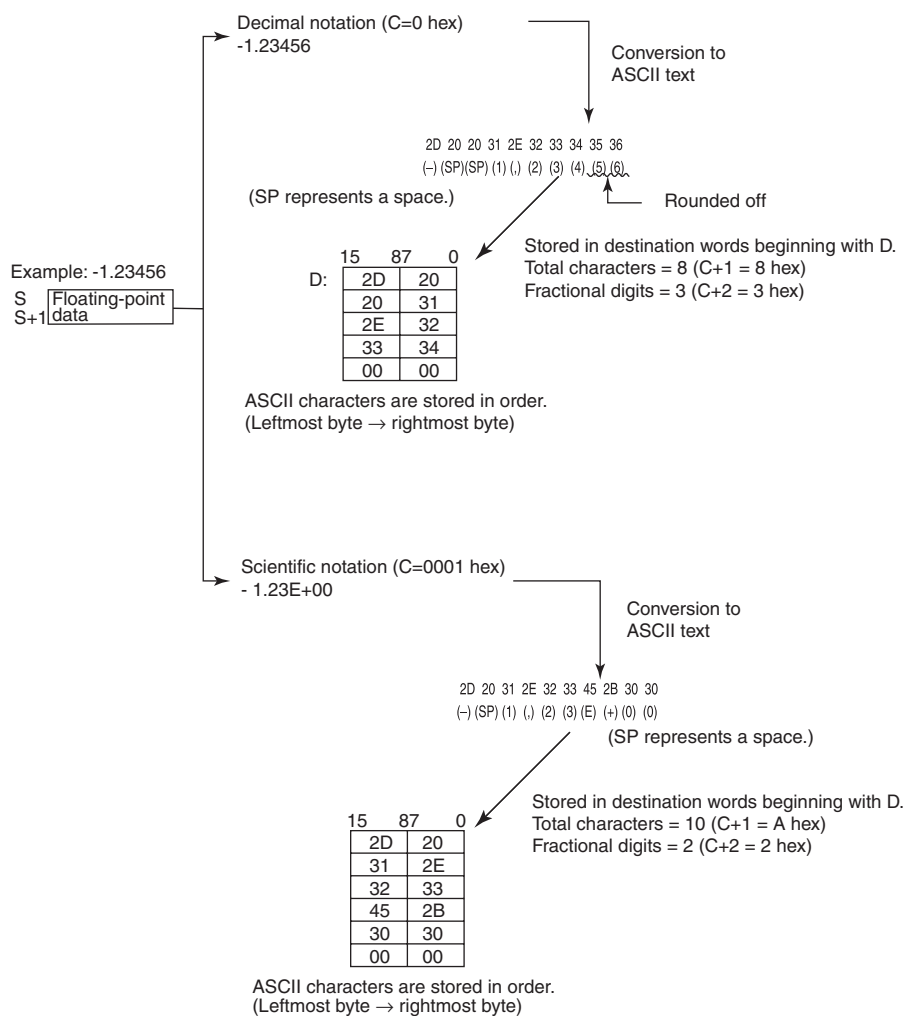 Decimal notation (C=0 hex)
-1.23456
Conversion to
ASCII text
2D 20 20 31 2E 32 33 34 35 36
(–) (SP)(SP) (1) (,) (2) (3) (4) (5) (6)
(SP represents a space.)
Rounded off
Stored in destination words beginning with D.
Total characters = 8 (C+1 = 8 hex)
Fractional digits = 3 (C+2 = 3 hex)
Example: -1.23456
S
S+1
Floating-point
data
15 87 0
D: 2D 20
20 31
2E 32
33 34
00 00
ASCII characters are stored in order.
(Leftmost byte → rightmost byte)
Scientific notation (C=0001 hex)
- 1.23E+00
Conversion to
ASCII text
2D 20 31 2E 32 33 45 2B 30 30
(–) (SP) (1) (,) (2) (3) (E) (+) (0) (0)
(SP represents a space.)
Stored in destination words beginning with D.
Total characters = 10 (C+1 = A hex)
Fractional digits = 2 (C+2 = 2 hex)
15 87 0
2D 20
31 2E
32 33
45 2B
30 30
00 00
ASCII characters are stored in order.
(Leftmost byte → rightmost byte)